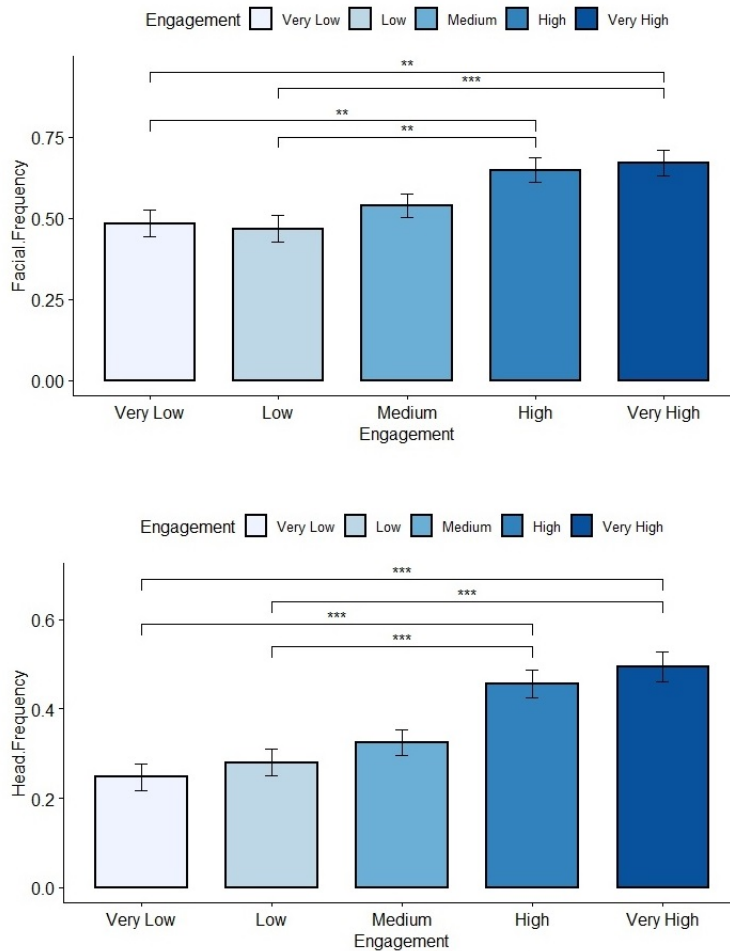 Engagement Very Low Low Medium High Very High
**
***
**
**
0.75
0.50
0.25
0.00
Facial.Frequency
Very Low Low Medium High Very High
Engagement
Engagement Very Low Low Medium High Very High
***
***
***
***
0.6
0.4
0.2
0.0
Head.Frequency
Very Low Low Medium High Very High
Engagement